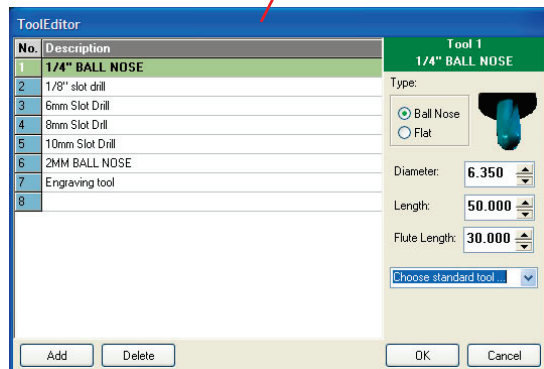 ToolEditor
No. Description
1 1/4" BALL NOSE
2 1/8" slot drill
3 6mm Slot Drill
4 8mm Slot Drll
5 10mm Slot Drill
6 2MM BALL NOSE
7 Engraving tool
8
Tool 1
1/4" BALL NOSE
Type:
Ball Nose
Flat
Diameter: 6.350
Length: 50.000
Flute Length: 30.000
Choose standard tool ...
Add Delete OK Cancel